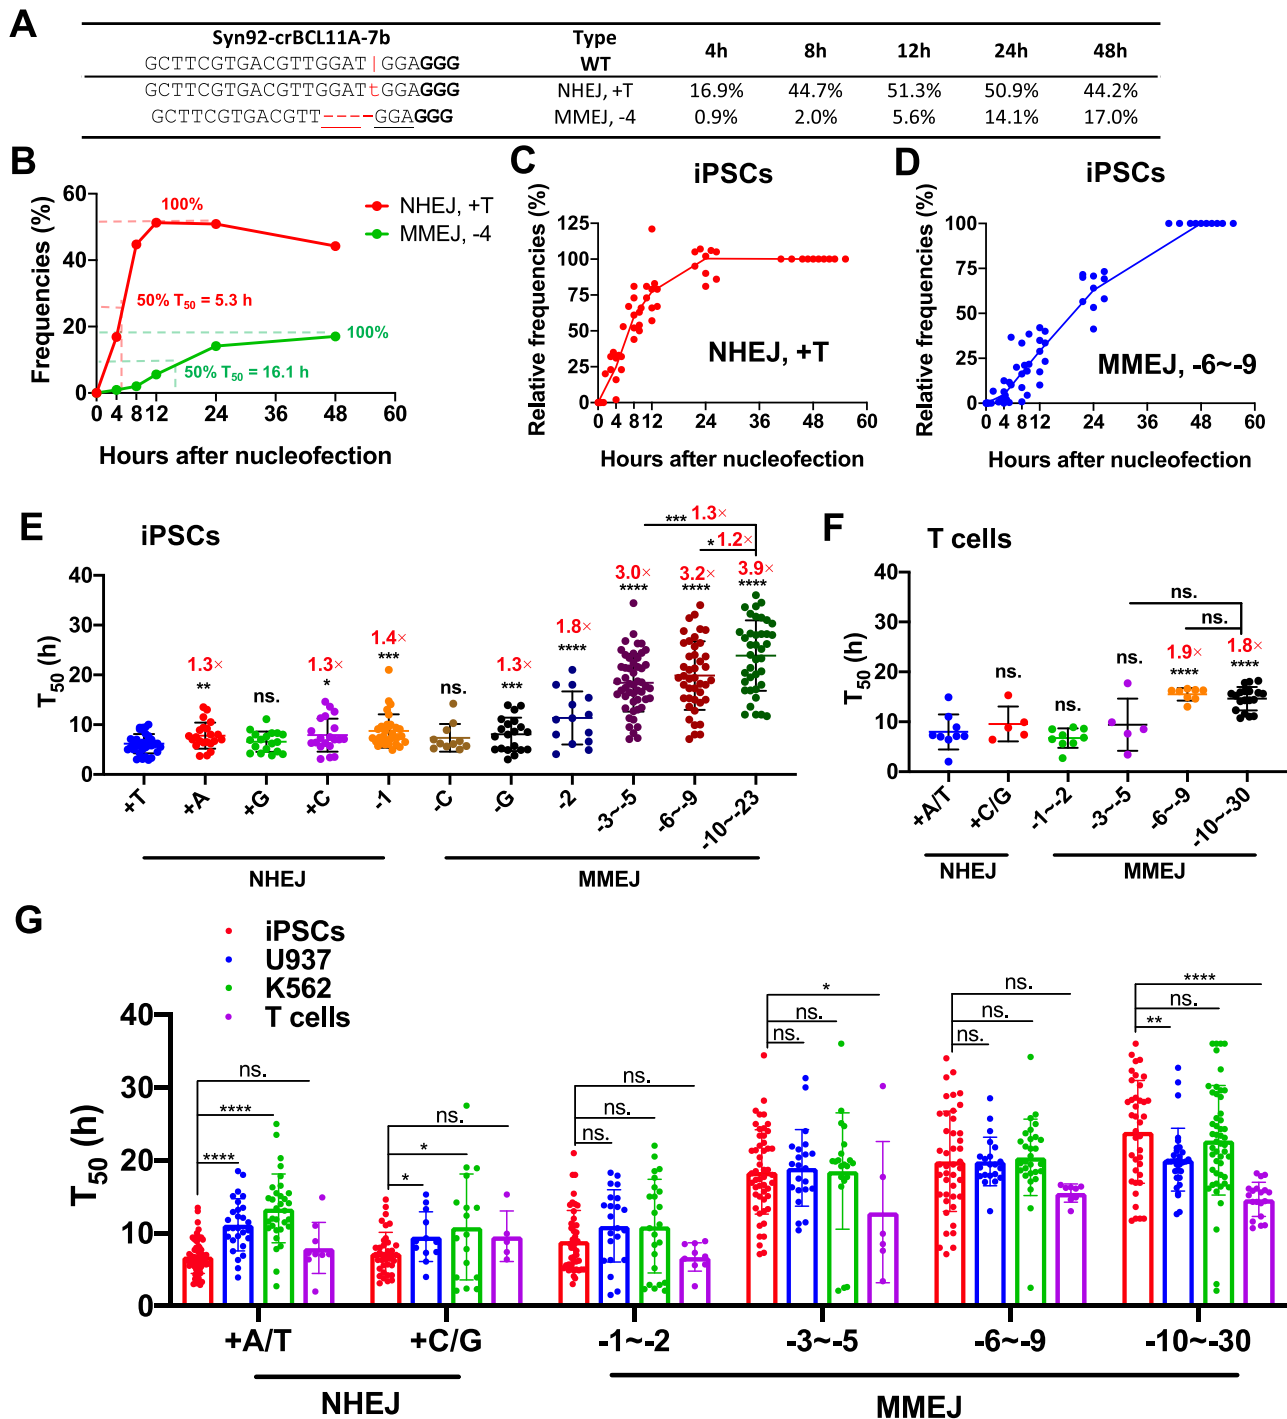 A
Syn92-crBCL11A-7b Type 4h 8h 12h 24h 48h
GCTTCGTGACGTTGGAT | GGAGGG WT
GCTTCGTGACGTTGGATtGGAGGG NHEJ, +T 16.9% 44.7% 51.3% 50.9% 44.2%
GCTTCGTGACGTT-----GGAGGG MMEJ, -4 0.9% 2.0% 5.6% 14.1% 17.0%
B
Frequencies (%)
60
40
20
0
0 4 8 12 24 36 48 60
100%
50% T50 = 5.3 h
100%
50% T50 = 16.1 h
NHEJ, +T
MMEJ, -4
Hours after nucleofection
C
iPSCs
Relative frequencies (%)
125
100
75
50
25
0
0 4 8 12 24 36 48 60
NHEJ, +T
Hours after nucleofection
D
iPSCs
Relative frequencies (%)
100
75
50
25
0
0 4 8 12 24 36 48 60
MMEJ, -6~-9
Hours after nucleofection
E
iPSCs
T50 (h)
40
30
20
10
0
*** 1.3×
* 1.2×
1.3×
**
ns.
1.3×
*
1.4×
***
ns.
1.3×
***
1.8×
****
3.0×
****
3.2×
****
3.9×
****
+T +A +G +C -1 -C -G -2 -3~-5 -6~-9 -10~-23
NHEJ MMEJ
F
T cells
T50 (h)
40
30
20
10
0
ns.
ns.
ns.
ns.
ns.
1.9×
****
1.8×
****
+A/T +C/G -1~-2 -3~-5 -6~-9 -10~-30
NHEJ MMEJ
G
iPSCs
U937
K562
T cells
T50 (h)
40
30
20
10
0
ns.
****
****
ns.
*
*
ns.
ns.
ns.
*
ns.
ns.
ns.
ns.
ns.
****
ns.
**
+A/T +C/G -1~-2 -3~-5 -6~-9 -10~-30
NHEJ MMEJ